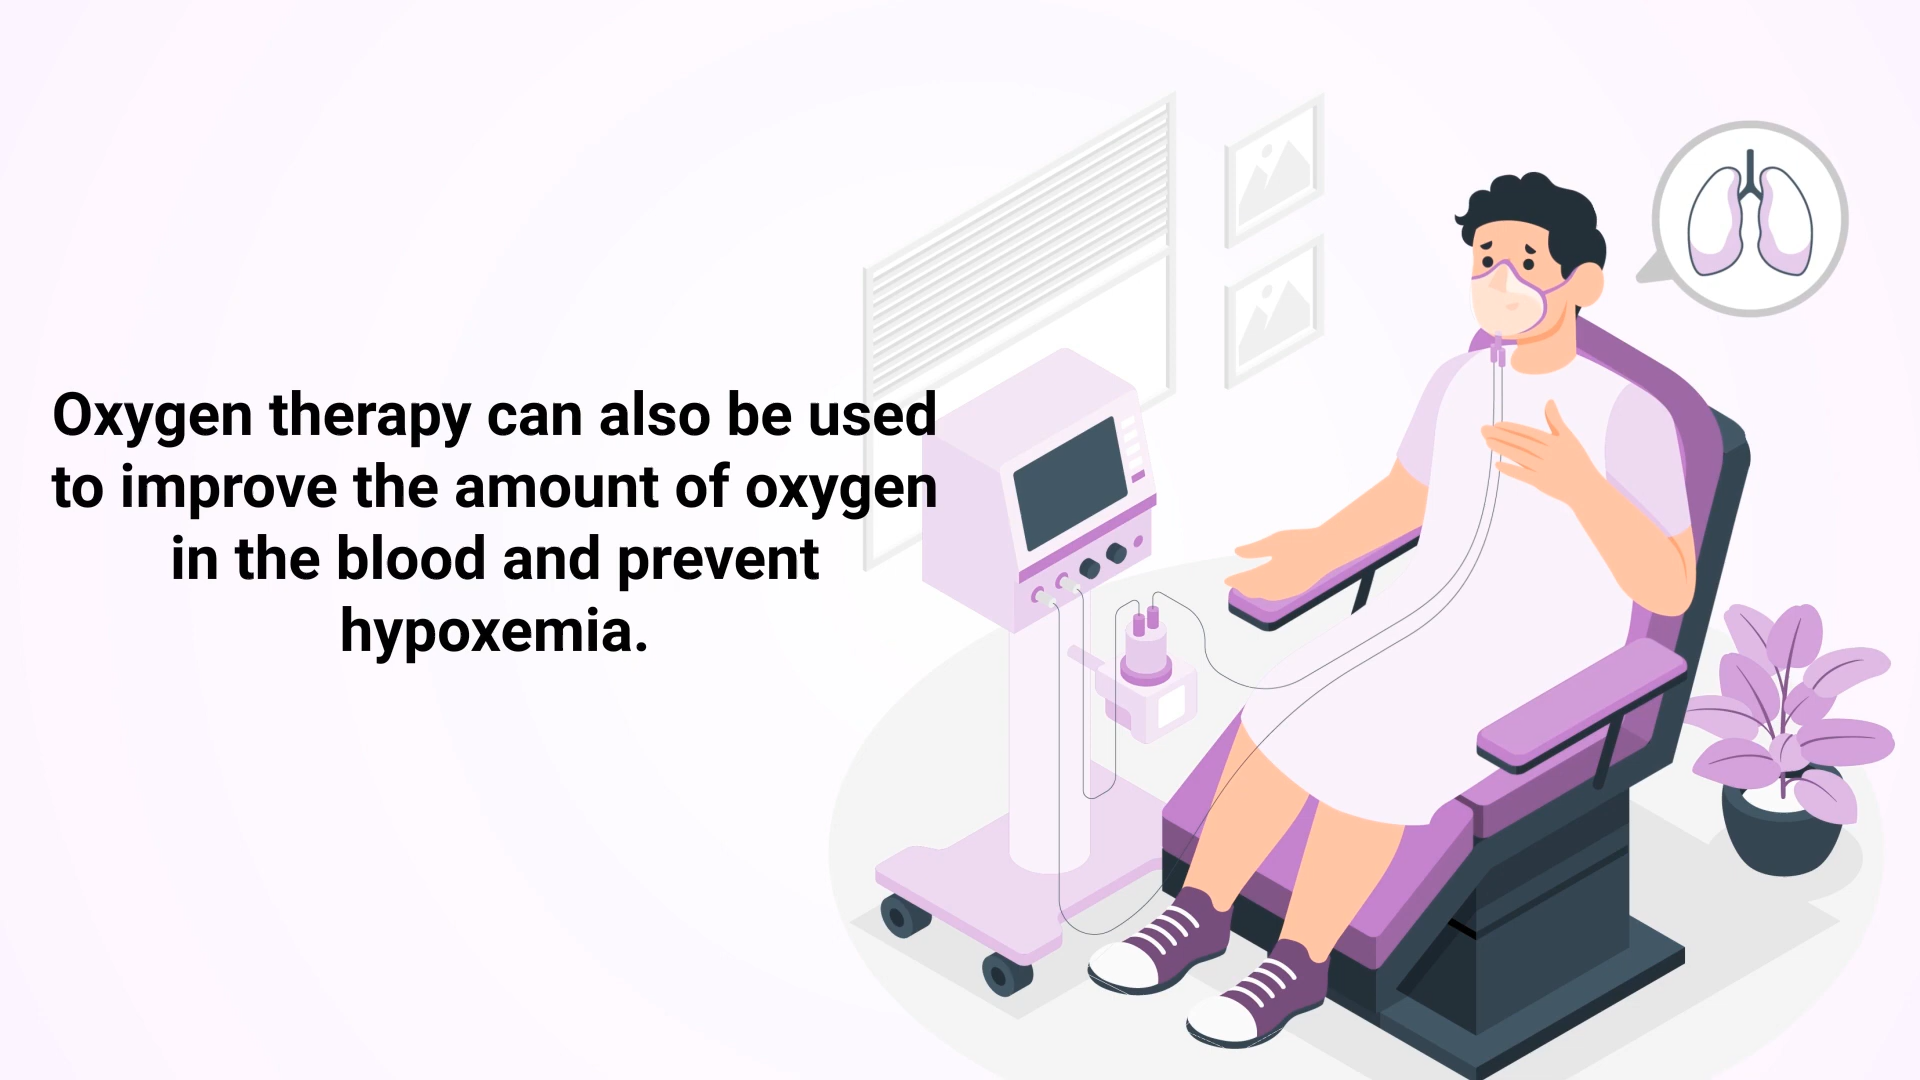 Oxygen therapy can also be used
to improve the amount of oxygen
in the blood and prevent
hypoxemia.